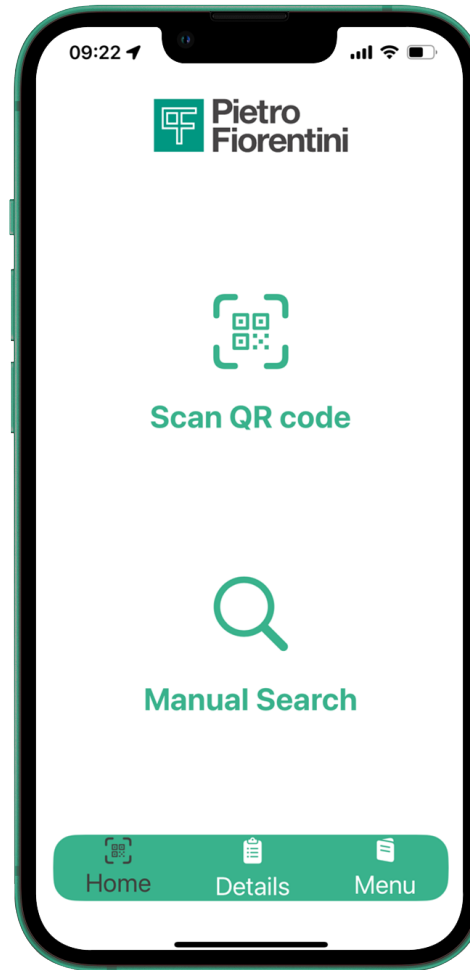 09:22
Pietro
Fiorentini
Scan QR code
Manual Search
Home
Details
Menu